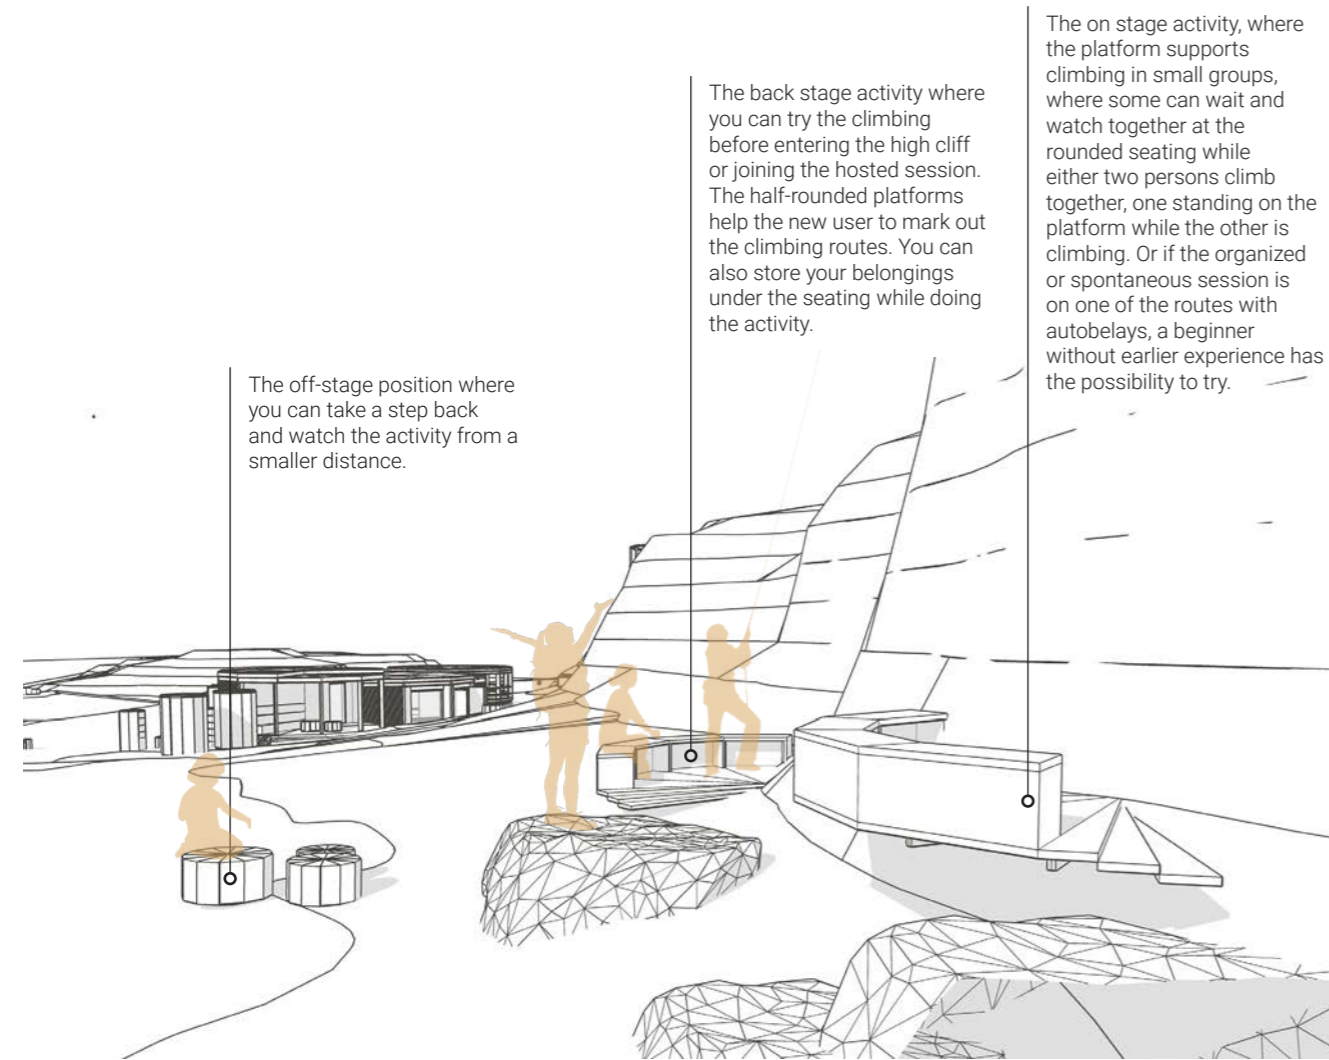 The off-stage position where
you can take a step back
and watch the activity from a
smaller distance.
The back stage activity where
you can try the climbing
before entering the high cliff
or joining the hosted session.
The half-rounded platforms
help the new user to mark out
the climbing routes. You can
also store your belongings
under the seating while doing
the activity.
The on stage activity, where
the platform supports
climbing in small groups,
where some can wait and
watch together at the
rounded seating while
either two persons climb
together, one standing on the
platform while the other is
climbing. Or if the organized
or spontaneous session is
on one of the routes with
autobelays, a beginner
without earlier experience has
the possibility to try.